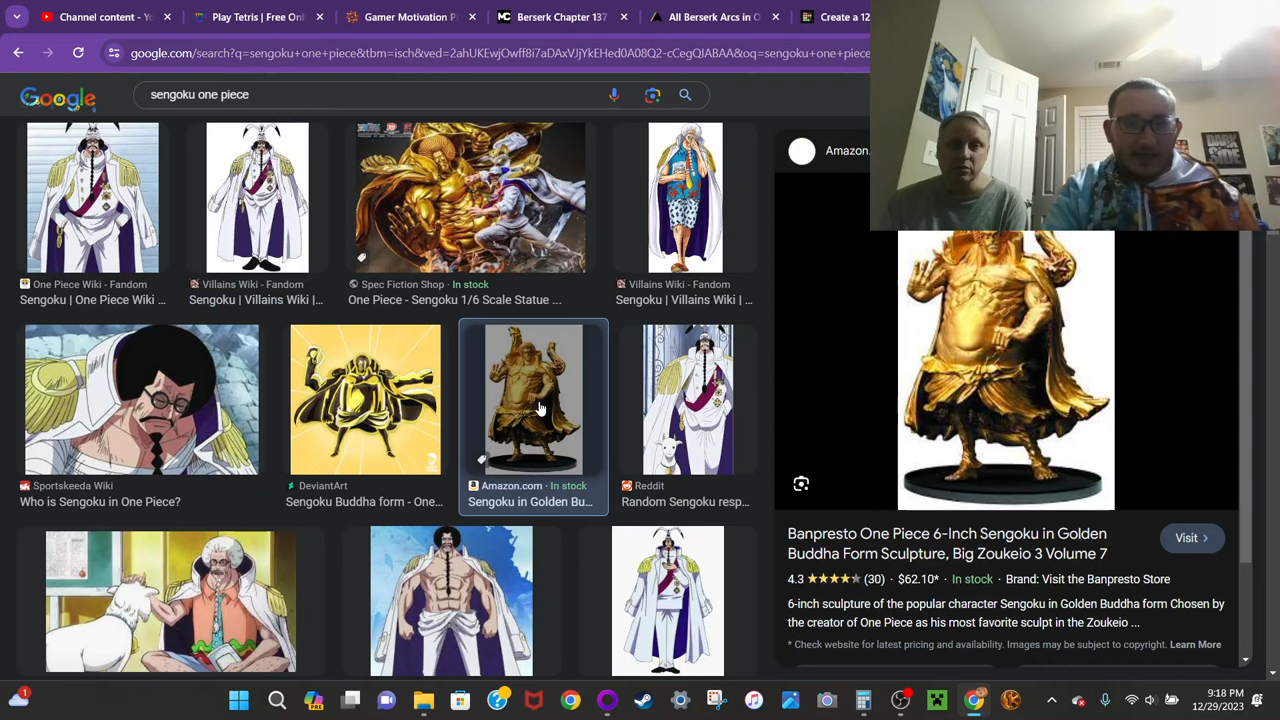 Channel content - Y
Play Tetris | Free Onl
Gamer Motivation Pr
Berserk Chapter 137
All Berserk Arcs in O
Create a 12
google.com/search?q=sengoku+one+piece&tbm=isch&ved=2ahUKEwjOwff8i7aDAxVJjYkEHed0A08Q2-cCegQIABAA&oq=sengoku+one+piece
Google
sengoku one piece
Amazon.
DARK
SIDE
One Piece Wiki - Fandom
Sengoku | One Piece Wiki ...
Villains Wiki - Fandom
Sengoku | Villains Wiki |...
Spec Fiction Shop · In stock
One Piece - Sengoku 1/6 Scale Statue ...
Villains Wiki - Fandom
Sengoku | Villains Wiki | ...
Sportskeeda Wiki
Who is Sengoku in One Piece?
DeviantArt
Sengoku Buddha form - One...
Amazon.com · In stock
Sengoku in Golden Bu...
Reddit
Random Sengoku resp...
Banpresto One Piece 6-Inch Sengoku in Golden
Buddha Form Sculpture, Big Zoukeio 3 Volume 7
Visit >
4.3 ★★★★★ (30) · $62.10* · In stock · Brand: Visit the Banpresto Store
6-inch sculpture of the popular character Sengoku in Golden Buddha form Chosen by
the creator of One Piece as his most favorite sculpt in the Zoukeio ...
* Check website for latest pricing and availability. Images may be subject to copyright. Learn More
1
PRE
9:18 PM
12/29/2023